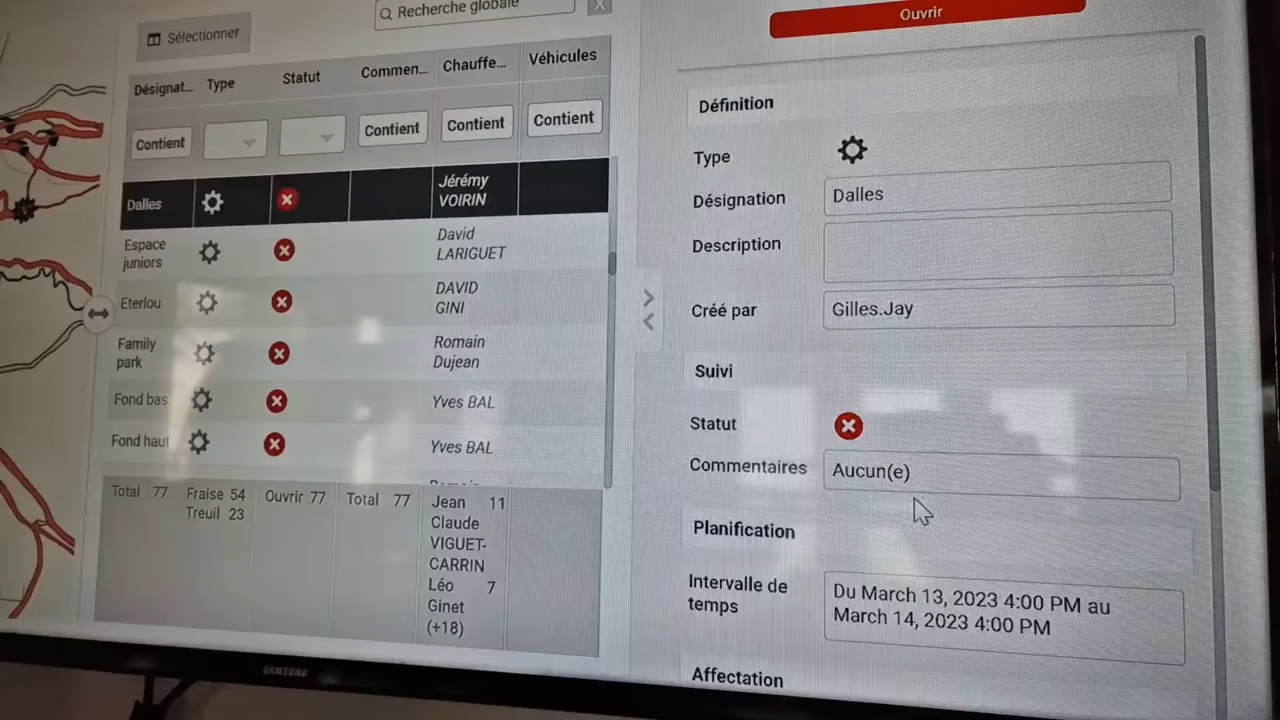 Sélectionner
Recherche globale
X
Désignat...
Type
Statut
Commen...
Chauffe...
Véhicules
Contient
Contient
Contient
Contient
Dalles
Jérémy
VOIRIN
Espace
juniors
David
LARIGUET
Eterlou
DAVID
GINI
Family
park
Romain
Dujean
Fond bas
Yves BAL
Fond haut
Yves BAL
Total 77
Fraise 54
Treuil 23
Ouvrir 77
Total 77
Jean 11
Claude
VIGUET-
CARRIN
Léo 7
Ginet
(+18)
Ouvrir
Définition
Type
Désignation
Dalles
Description
Créé par
Gilles.Jay
Suivi
Statut
Commentaires
Aucun(e)
Planification
Intervalle de
temps
Du March 13, 2023 4:00 PM au
March 14, 2023 4:00 PM
Affectation
SAMSUNG